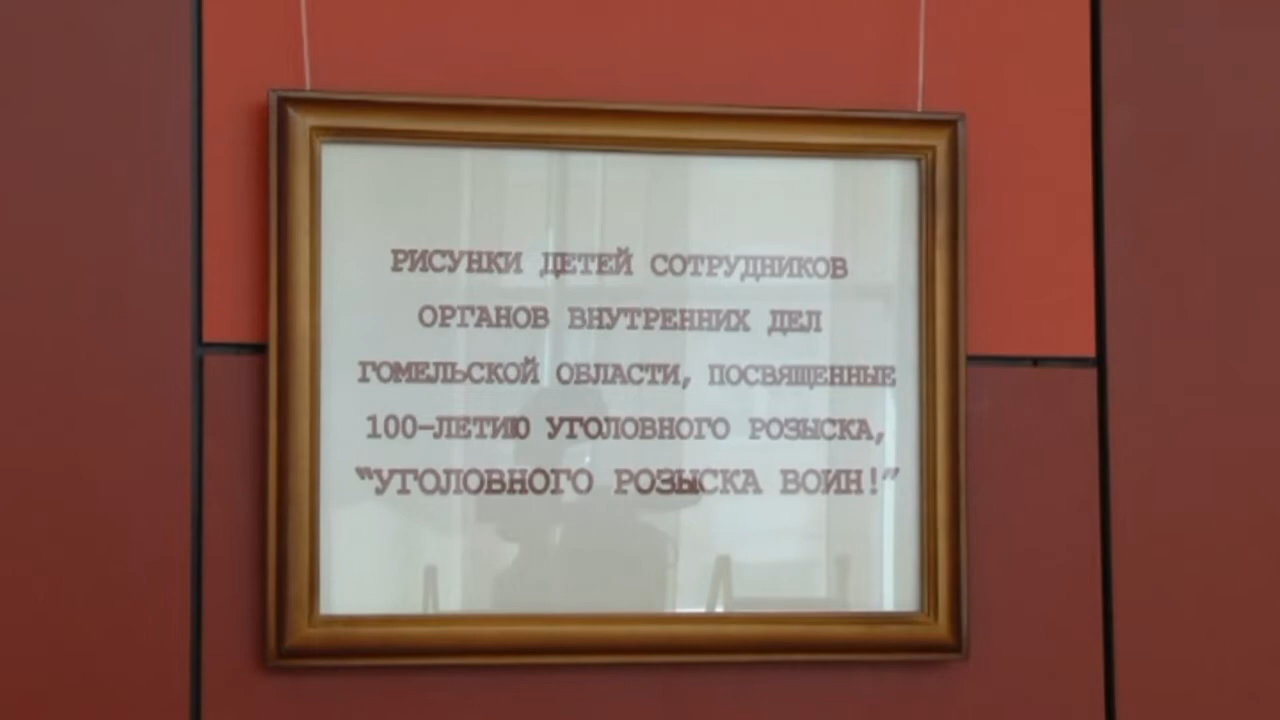 РИСУНКИ ДЕТЕЙ СОТРУДНИКОВ
ОРГАНОВ ВНУТРЕННИХ ДЕЛ
ГОМЕЛЬСКОЙ ОБЛАСТИ, ПОСВЯЩЕННЫЕ
100-ЛЕТИЮ УГОЛОВНОГО РОЗЫСКА,
“УГОЛОВНОГО РОЗЫСКА ВОИН!”